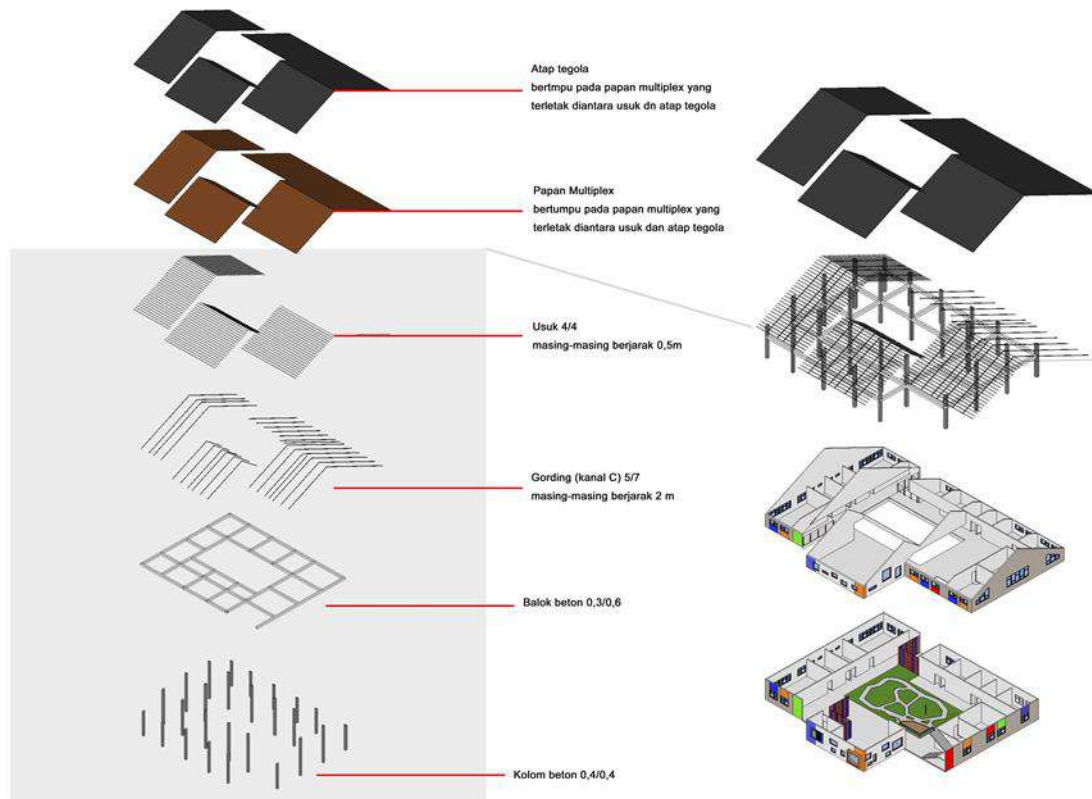 Atap tegola
bertmpu pada papan multiplex yang
terletak diantara usuk dn atap tegola
Papan Multiplex
bertumpu pada papan multiplex yang
terletak diantara usuk dan atap tegola
Usuk 4/4
masing-masing berjarak 0,5m
Gording (kanal C) 5/7
masing-masing berjarak 2 m
Balok beton 0,3/0,6
Kolom beton 0,4/0,4